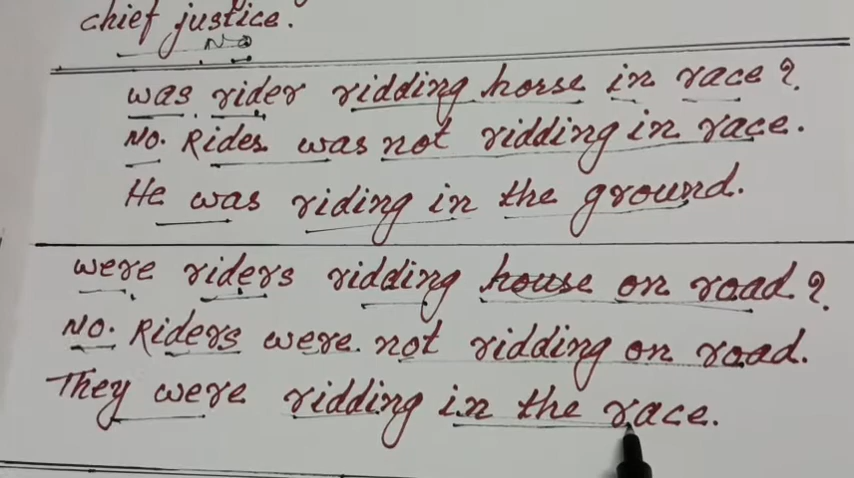 chief justice.
No
was rider ridding horse in race?
No. Rides was not ridding in race.
He was riding in the ground.
were riders ridding house on road?
No. Riders were not ridding on road.
They were ridding in the race.